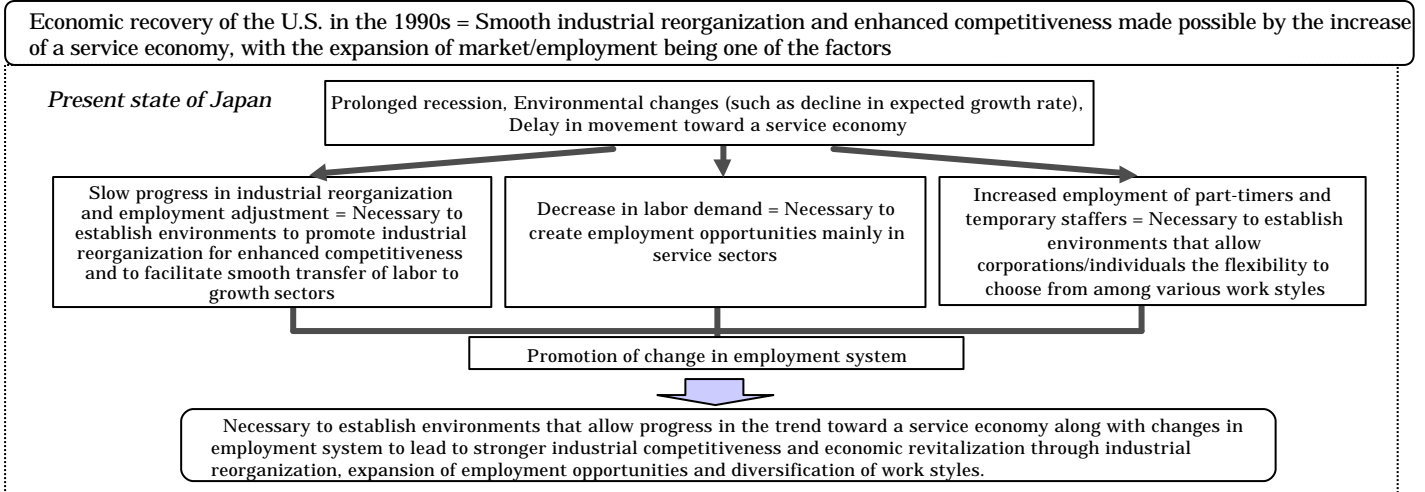 Economic recovery of the U.S. in the 1990s = Smooth industrial reorganization and enhanced competitiveness made possible by the increase
of a service economy, with the expansion of market/employment being one of the factors
Present state of Japan
Prolonged recession, Environmental changes (such as decline in expected growth rate),
Delay in movement toward a service economy
Slow progress in industrial reorganization
and employment adjustment = Necessary to
establish environments to promote industrial
reorganization for enhanced competitiveness
and to facilitate smooth transfer of labor to
growth sectors
Decrease in labor demand = Necessary to
create employment opportunities mainly in
service sectors
Increased employment of part-timers and
temporary staffers = Necessary to establish
environments that allow
corporations/individuals the flexibility to
choose from among various work styles
Promotion of change in employment system
Necessary to establish environments that allow progress in the trend toward a service economy along with changes in
employment system to lead to stronger industrial competitiveness and economic revitalization through industrial
reorganization, expansion of employment opportunities and diversification of work styles.